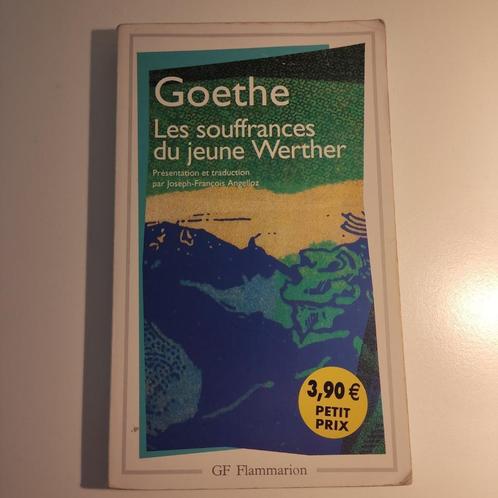 Goethe
Les souffrances
du jeune Werther
Présentation et traduction
par Joseph-François Angelloz
3,90 €
PETIT
PRIX
GF Flammarion